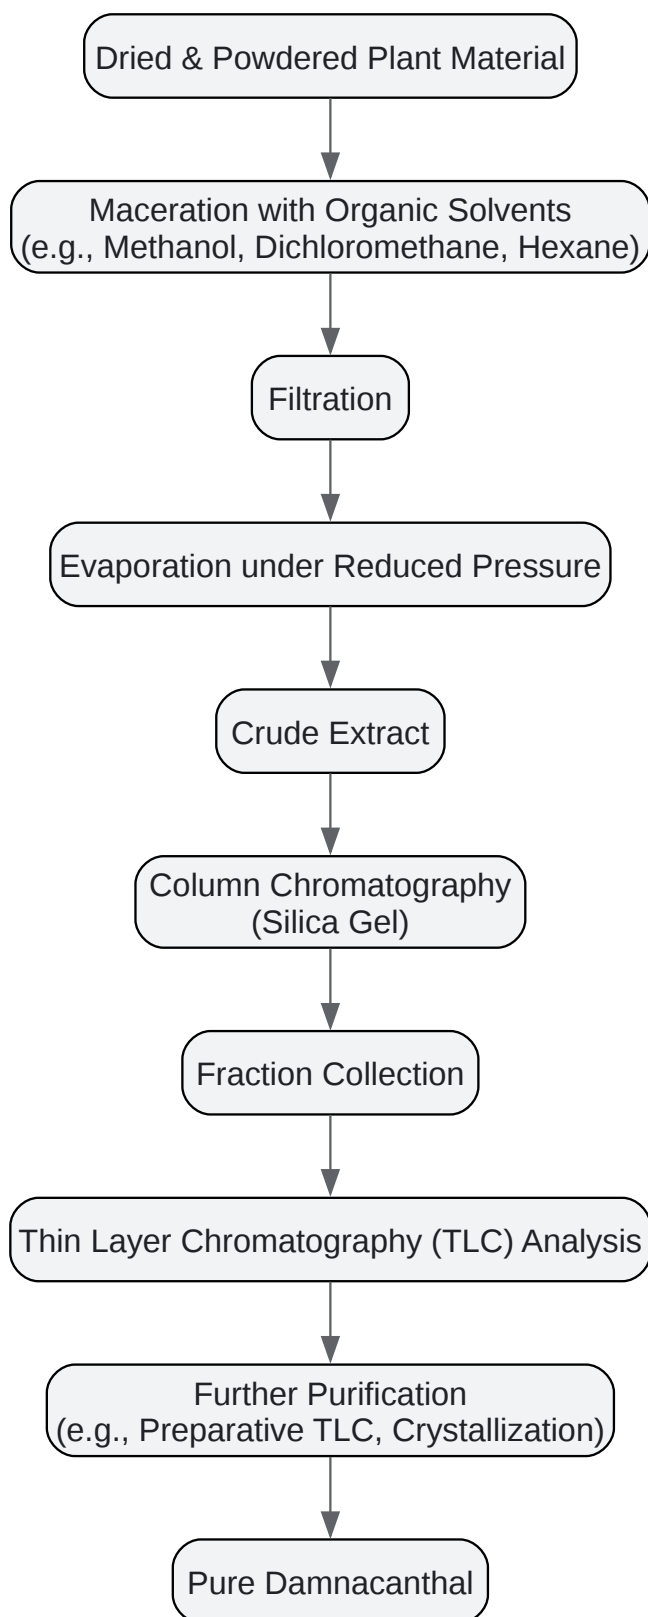 Dried & Powdered Plant Material
Maceration with Organic Solvents
(e.g., Methanol, Dichloromethane, Hexane)
Filtration
Evaporation under Reduced Pressure
Crude Extract
Column Chromatography
(Silica Gel)
Fraction Collection
Thin Layer Chromatography (TLC) Analysis
Further Purification
(e.g., Preparative TLC, Crystallization)
Pure Damnacanthal